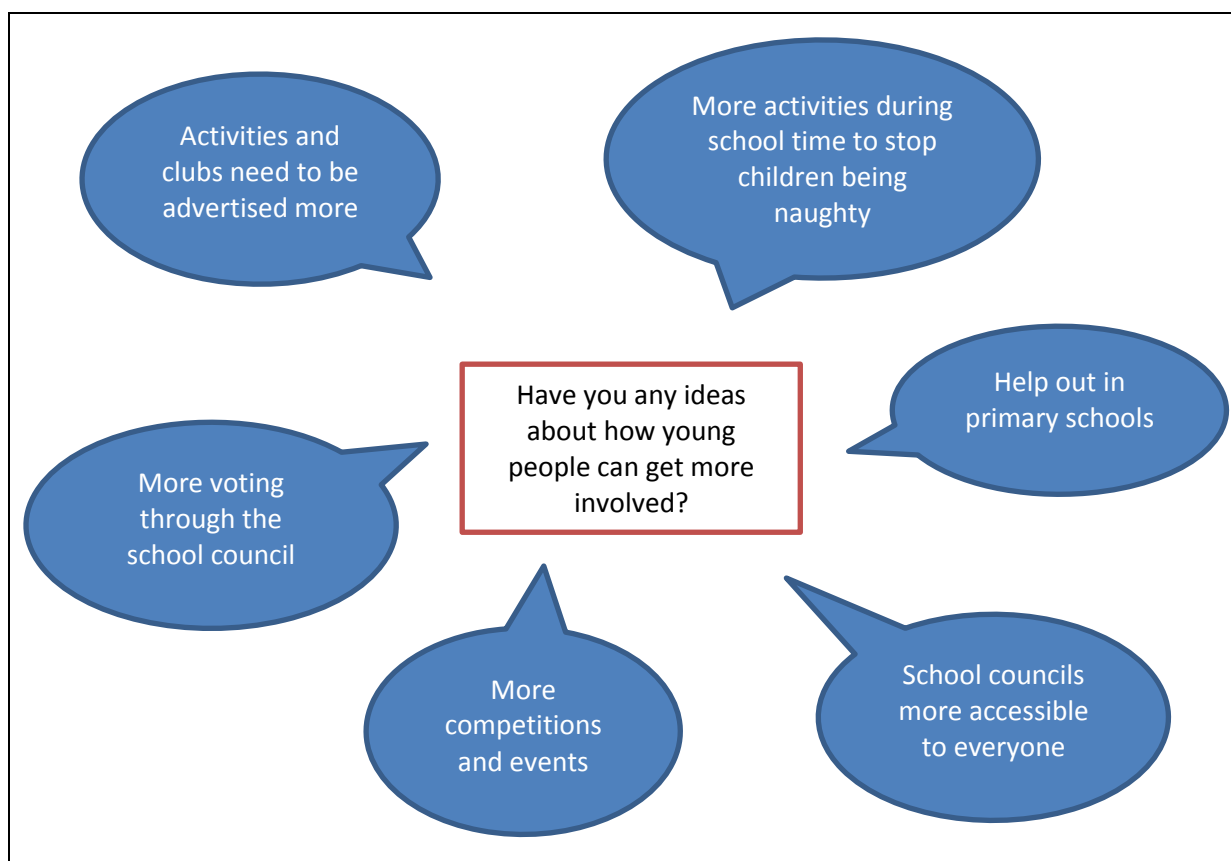 Activities and
clubs need to be
advertised more
More activities during
school time to stop
children being
naughty
Have you any ideas
about how young
people can get more
involved?
Help out in
primary schools
More voting
through the
school council
More
competitions
and events
School councils
more accessible
to everyone